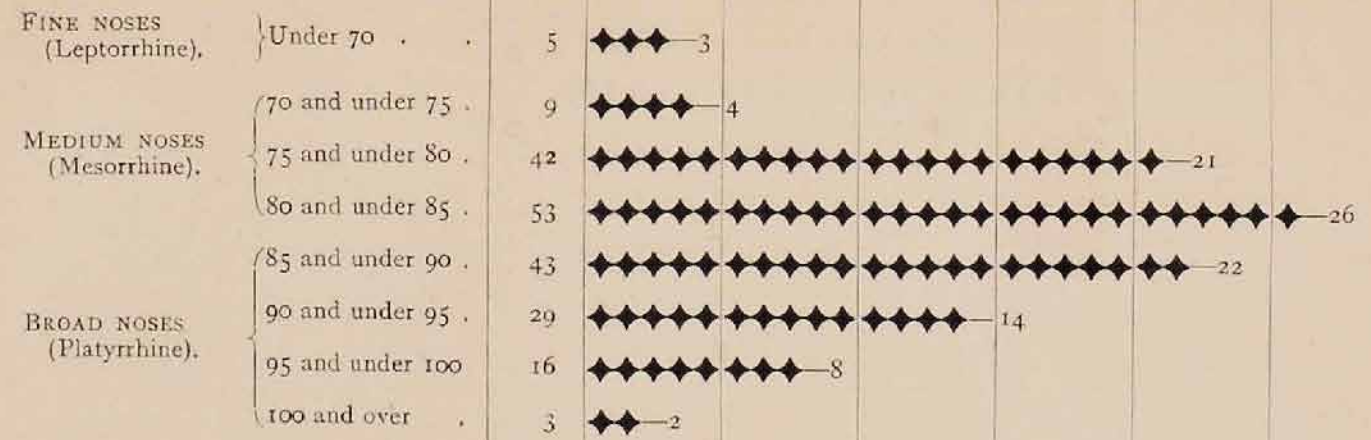 FINE NOSES
(Leptorrhine).
Under 70 . . 5 3
MEDIUM NOSES
(Mesorrhine).
70 and under 75 . 9 4
75 and under 80 . 42 21
80 and under 85 . 53 26
BROAD NOSES
(Platyrrhine).
85 and under 90 . 43 22
90 and under 95 . 29 14
95 and under 100 16 8
100 and over . 3 2